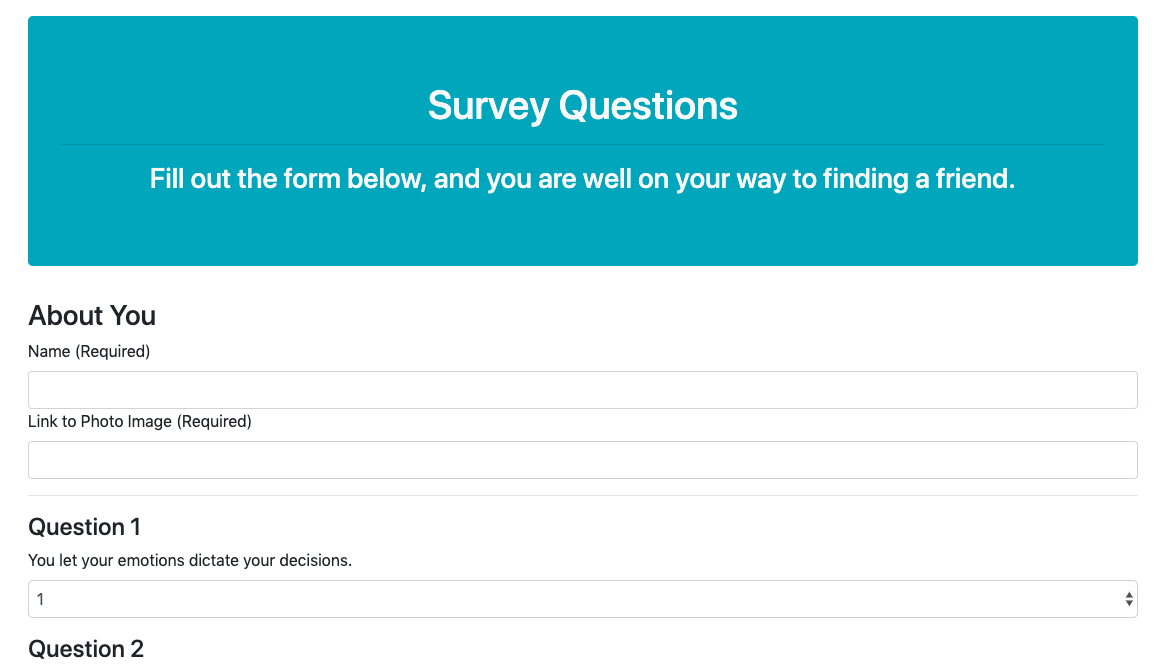 Survey Questions
Fill out the form below, and you are well on your way to finding a friend.
About You
Name (Required)
Link to Photo Image (Required)
Question 1
You let your emotions dictate your decisions.
1
Question 2